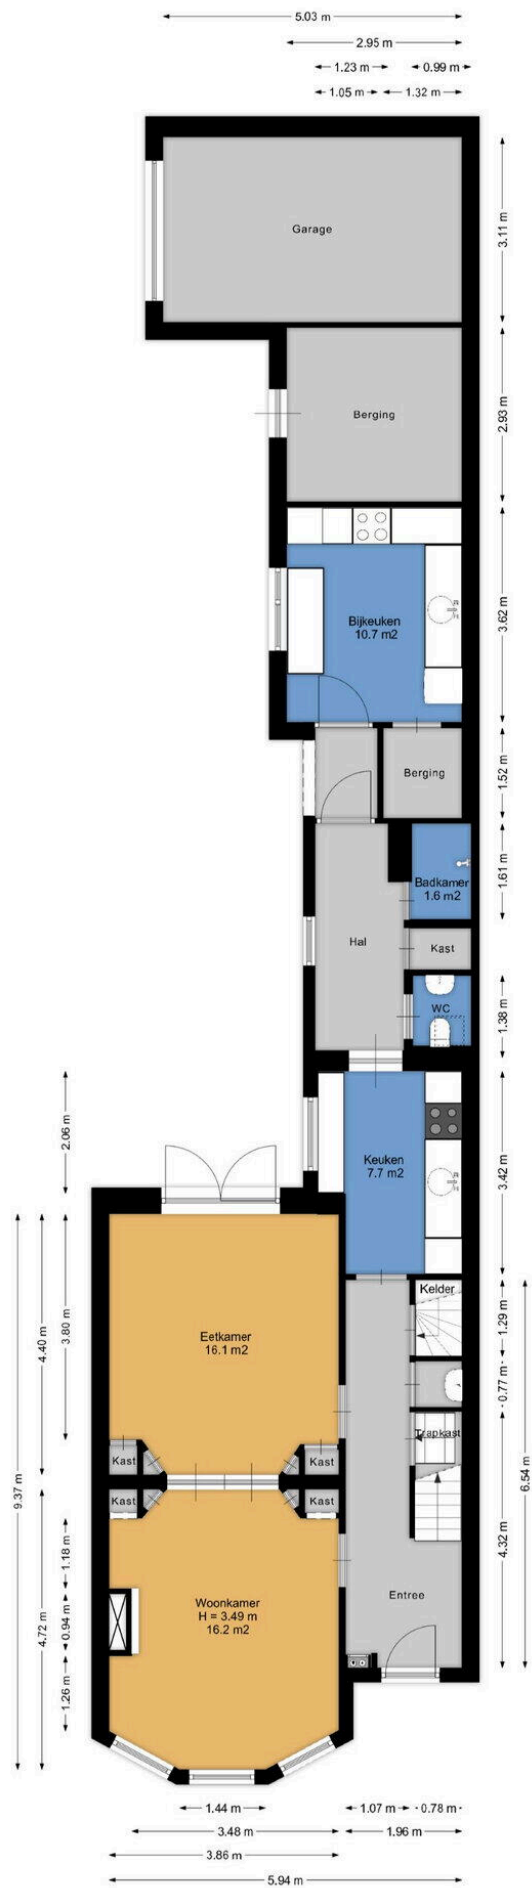 5.03 m
2.95 m
1.23 m
0.99 m
1.05 m
1.32 m
Garage
3.11 m
Berging
2.93 m
Bijkeuken
10.7 m2
3.62 m
Berging
1.52 m
Badkamer
1.6 m2
1.61 m
Hal
Kast
WC
1.38 m
2.06 m
Keuken
7.7 m2
3.42 m
Kelder
1.29 m
Eetkamer
16.1 m2
3.80 m
4.40 m
0.77 m
Trapkast
Kast
Kast
Kast
Kast
9.37 m
6.54 m
4.32 m
1.18 m
Woonkamer
H = 3.49 m
16.2 m2
Entree
0.94 m
4.72 m
1.26 m
1.44 m
1.07 m
0.78 m
3.48 m
1.96 m
3.86 m
5.94 m